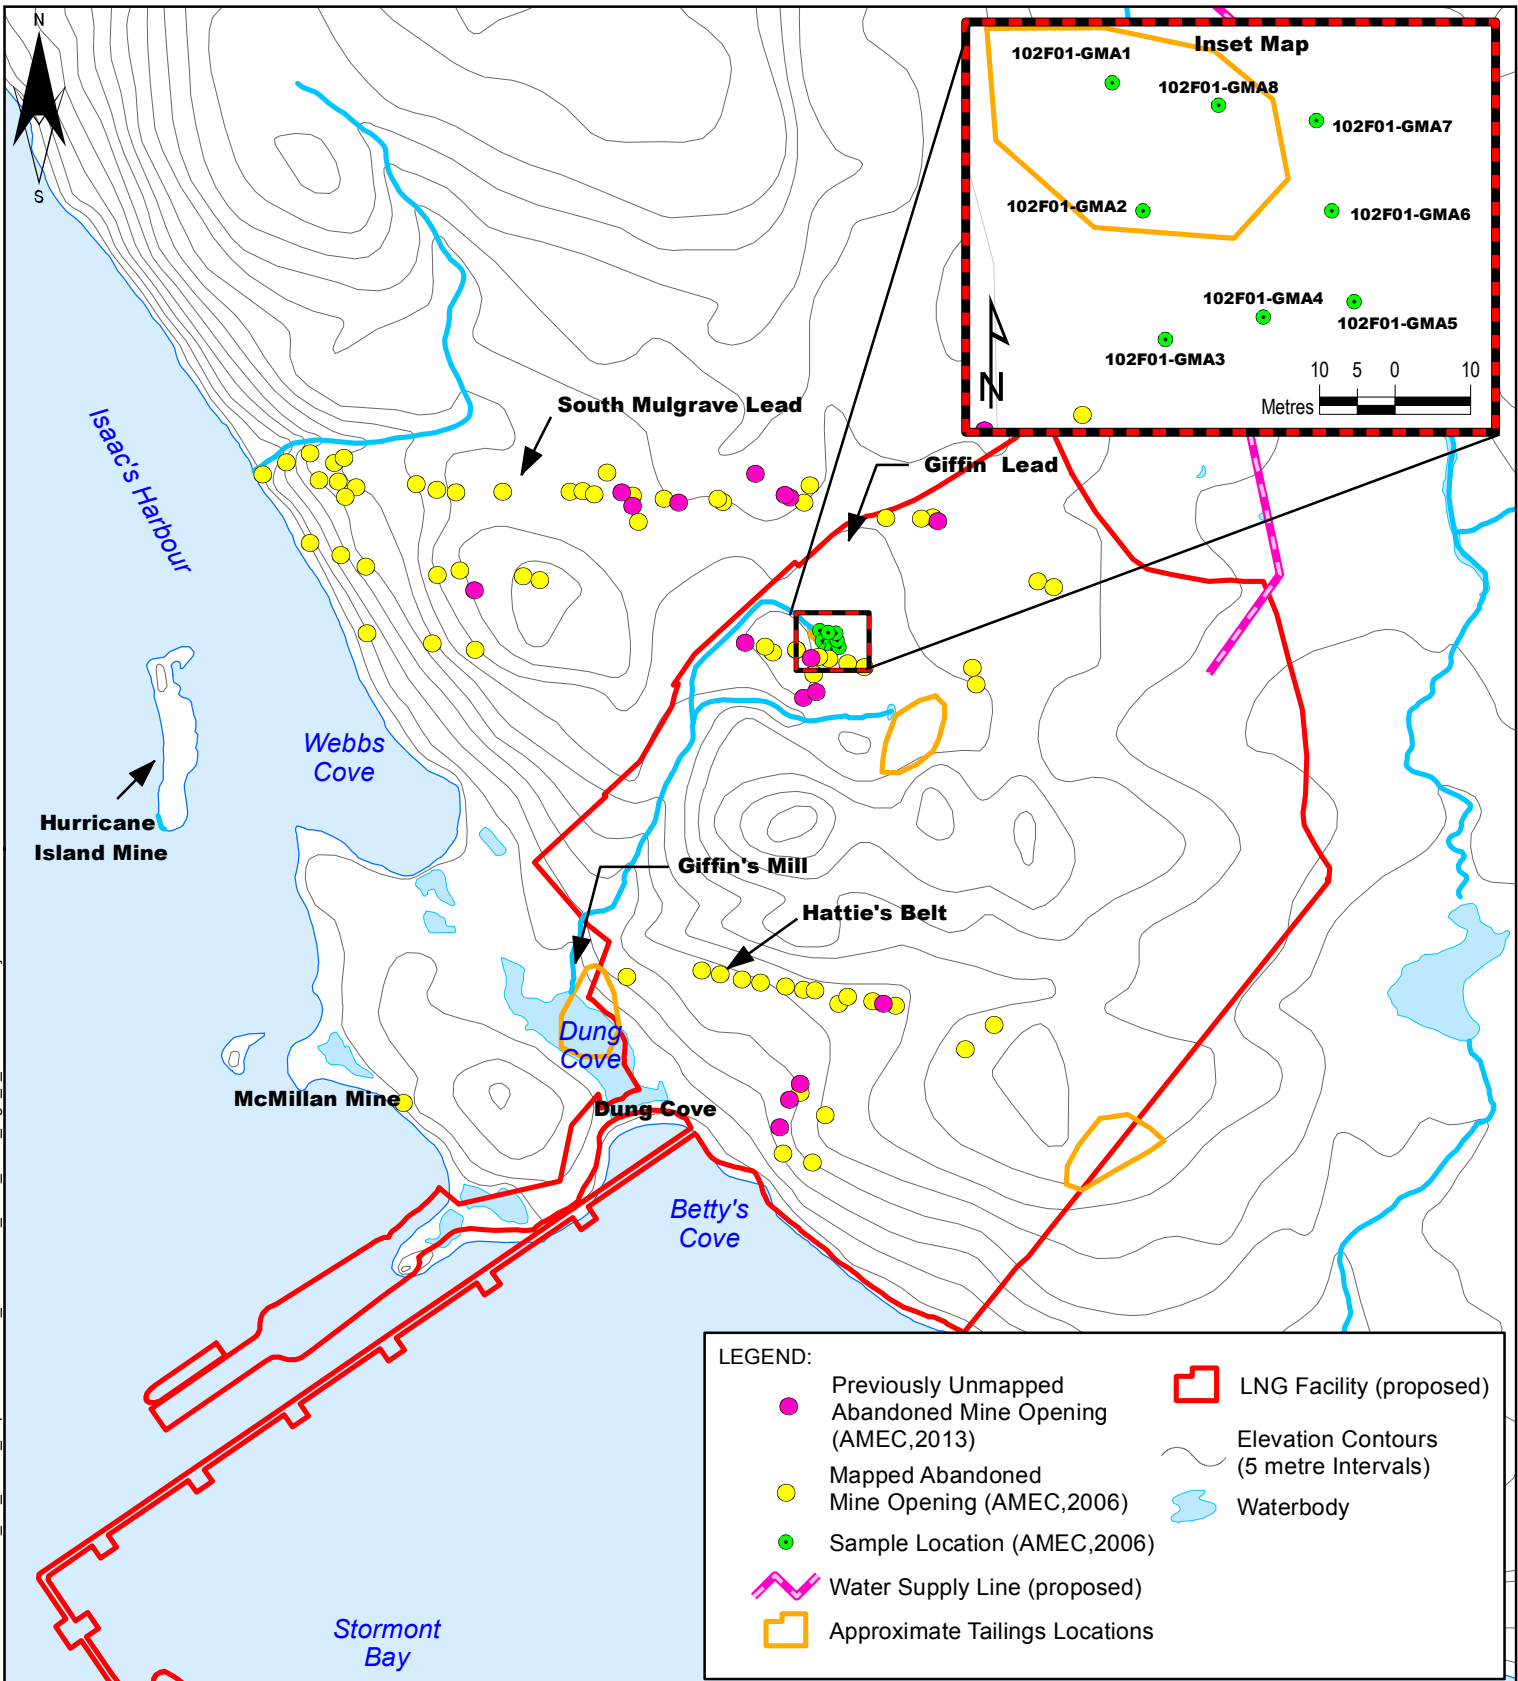 N
S
Inset Map
102F01-GMA1
102F01-GMA8
102F01-GMA7
102F01-GMA2
102F01-GMA6
102F01-GMA4
102F01-GMA5
102F01-GMA3
N
10 5 0 10
Metres
South Mulgrave Lead
Isaac's Harbour
Giffin Lead
Webbs
Cove
Hurricane
Island Mine
Giffin's Mill
Hattie's Belt
Dung
Cove
McMillan Mine
Dung Cove
Betty's
Cove
Stormont
Bay
LEGEND:
Previously Unmapped
Abandoned Mine Opening
(AMEC,2013)
Mapped Abandoned
Mine Opening (AMEC,2006)
Sample Location (AMEC,2006)
Water Supply Line (proposed)
Approximate Tailings Locations
LNG Facility (proposed)
Elevation Contours
(5 metre Intervals)
Waterbody